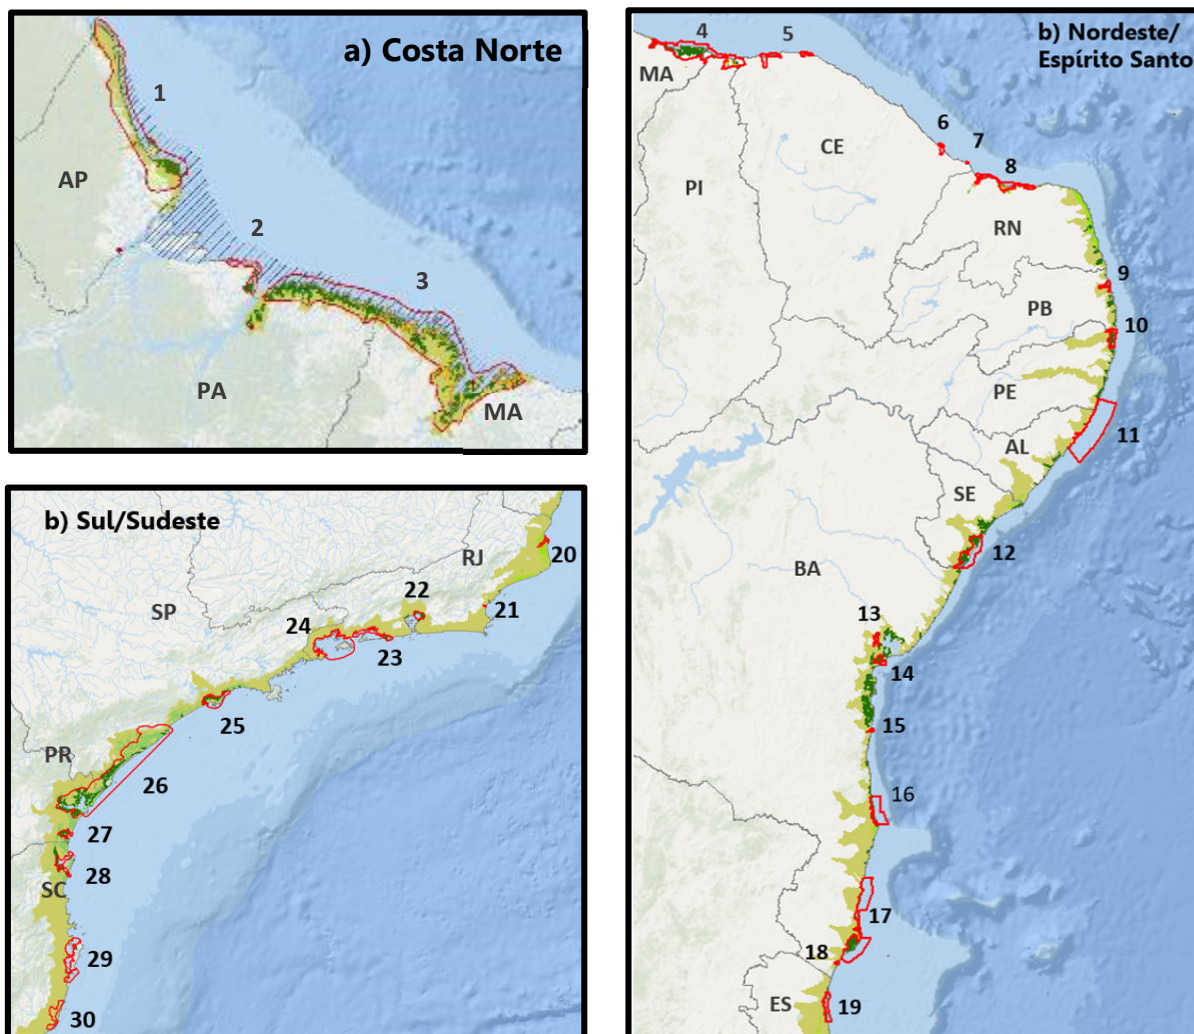 a) Costa Norte
1
AP
2
3
PA
MA
b) Sul/Sudeste
RJ
20
SP
22
21
24
23
25
PR
26
27
28
SC
29
30
b) Nordeste/
Espírito Santo
4
5
MA
6
CE
7
8
PI
RN
9
PB
10
PE
11
AL
SE
12
BA
13
14
15
16
17
18
ES
19